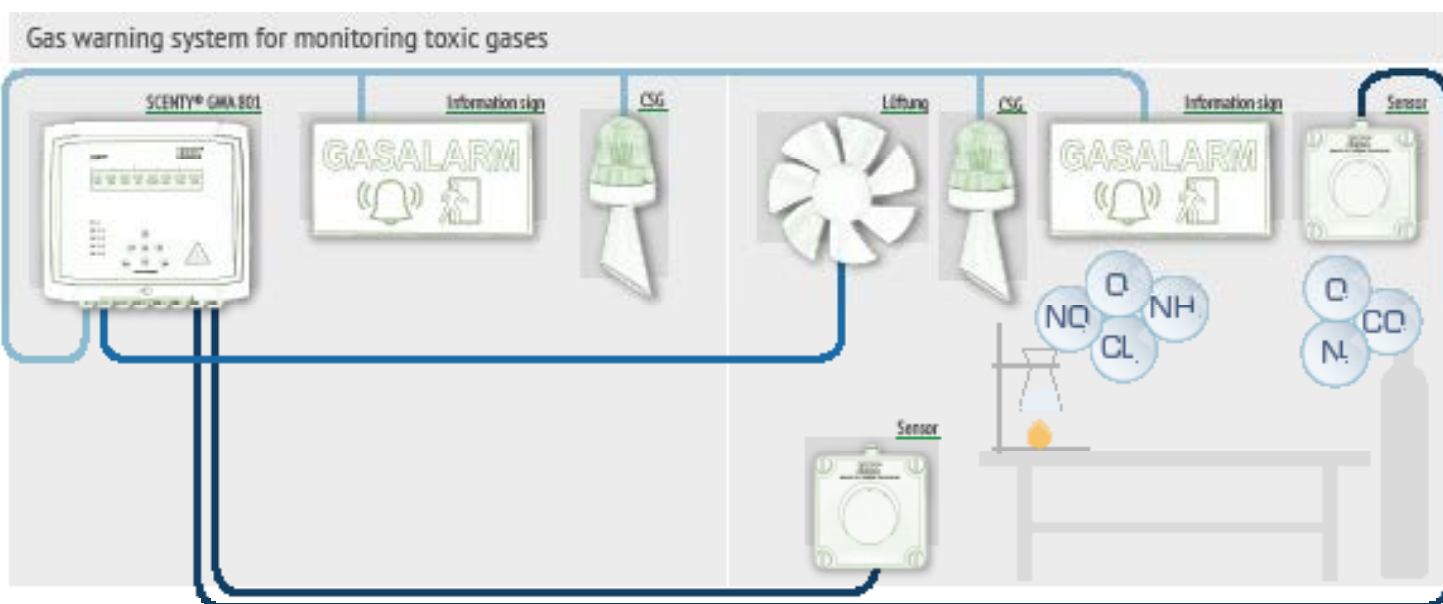 Gas warning system for monitoring toxic gases
SCENTY® GMA 801
Information sign
CSG
Lüftung
CSG
Information sign
Sensor
GASALARM
GASALARM
O
NO
NH
CL
O
CO
N
Sensor